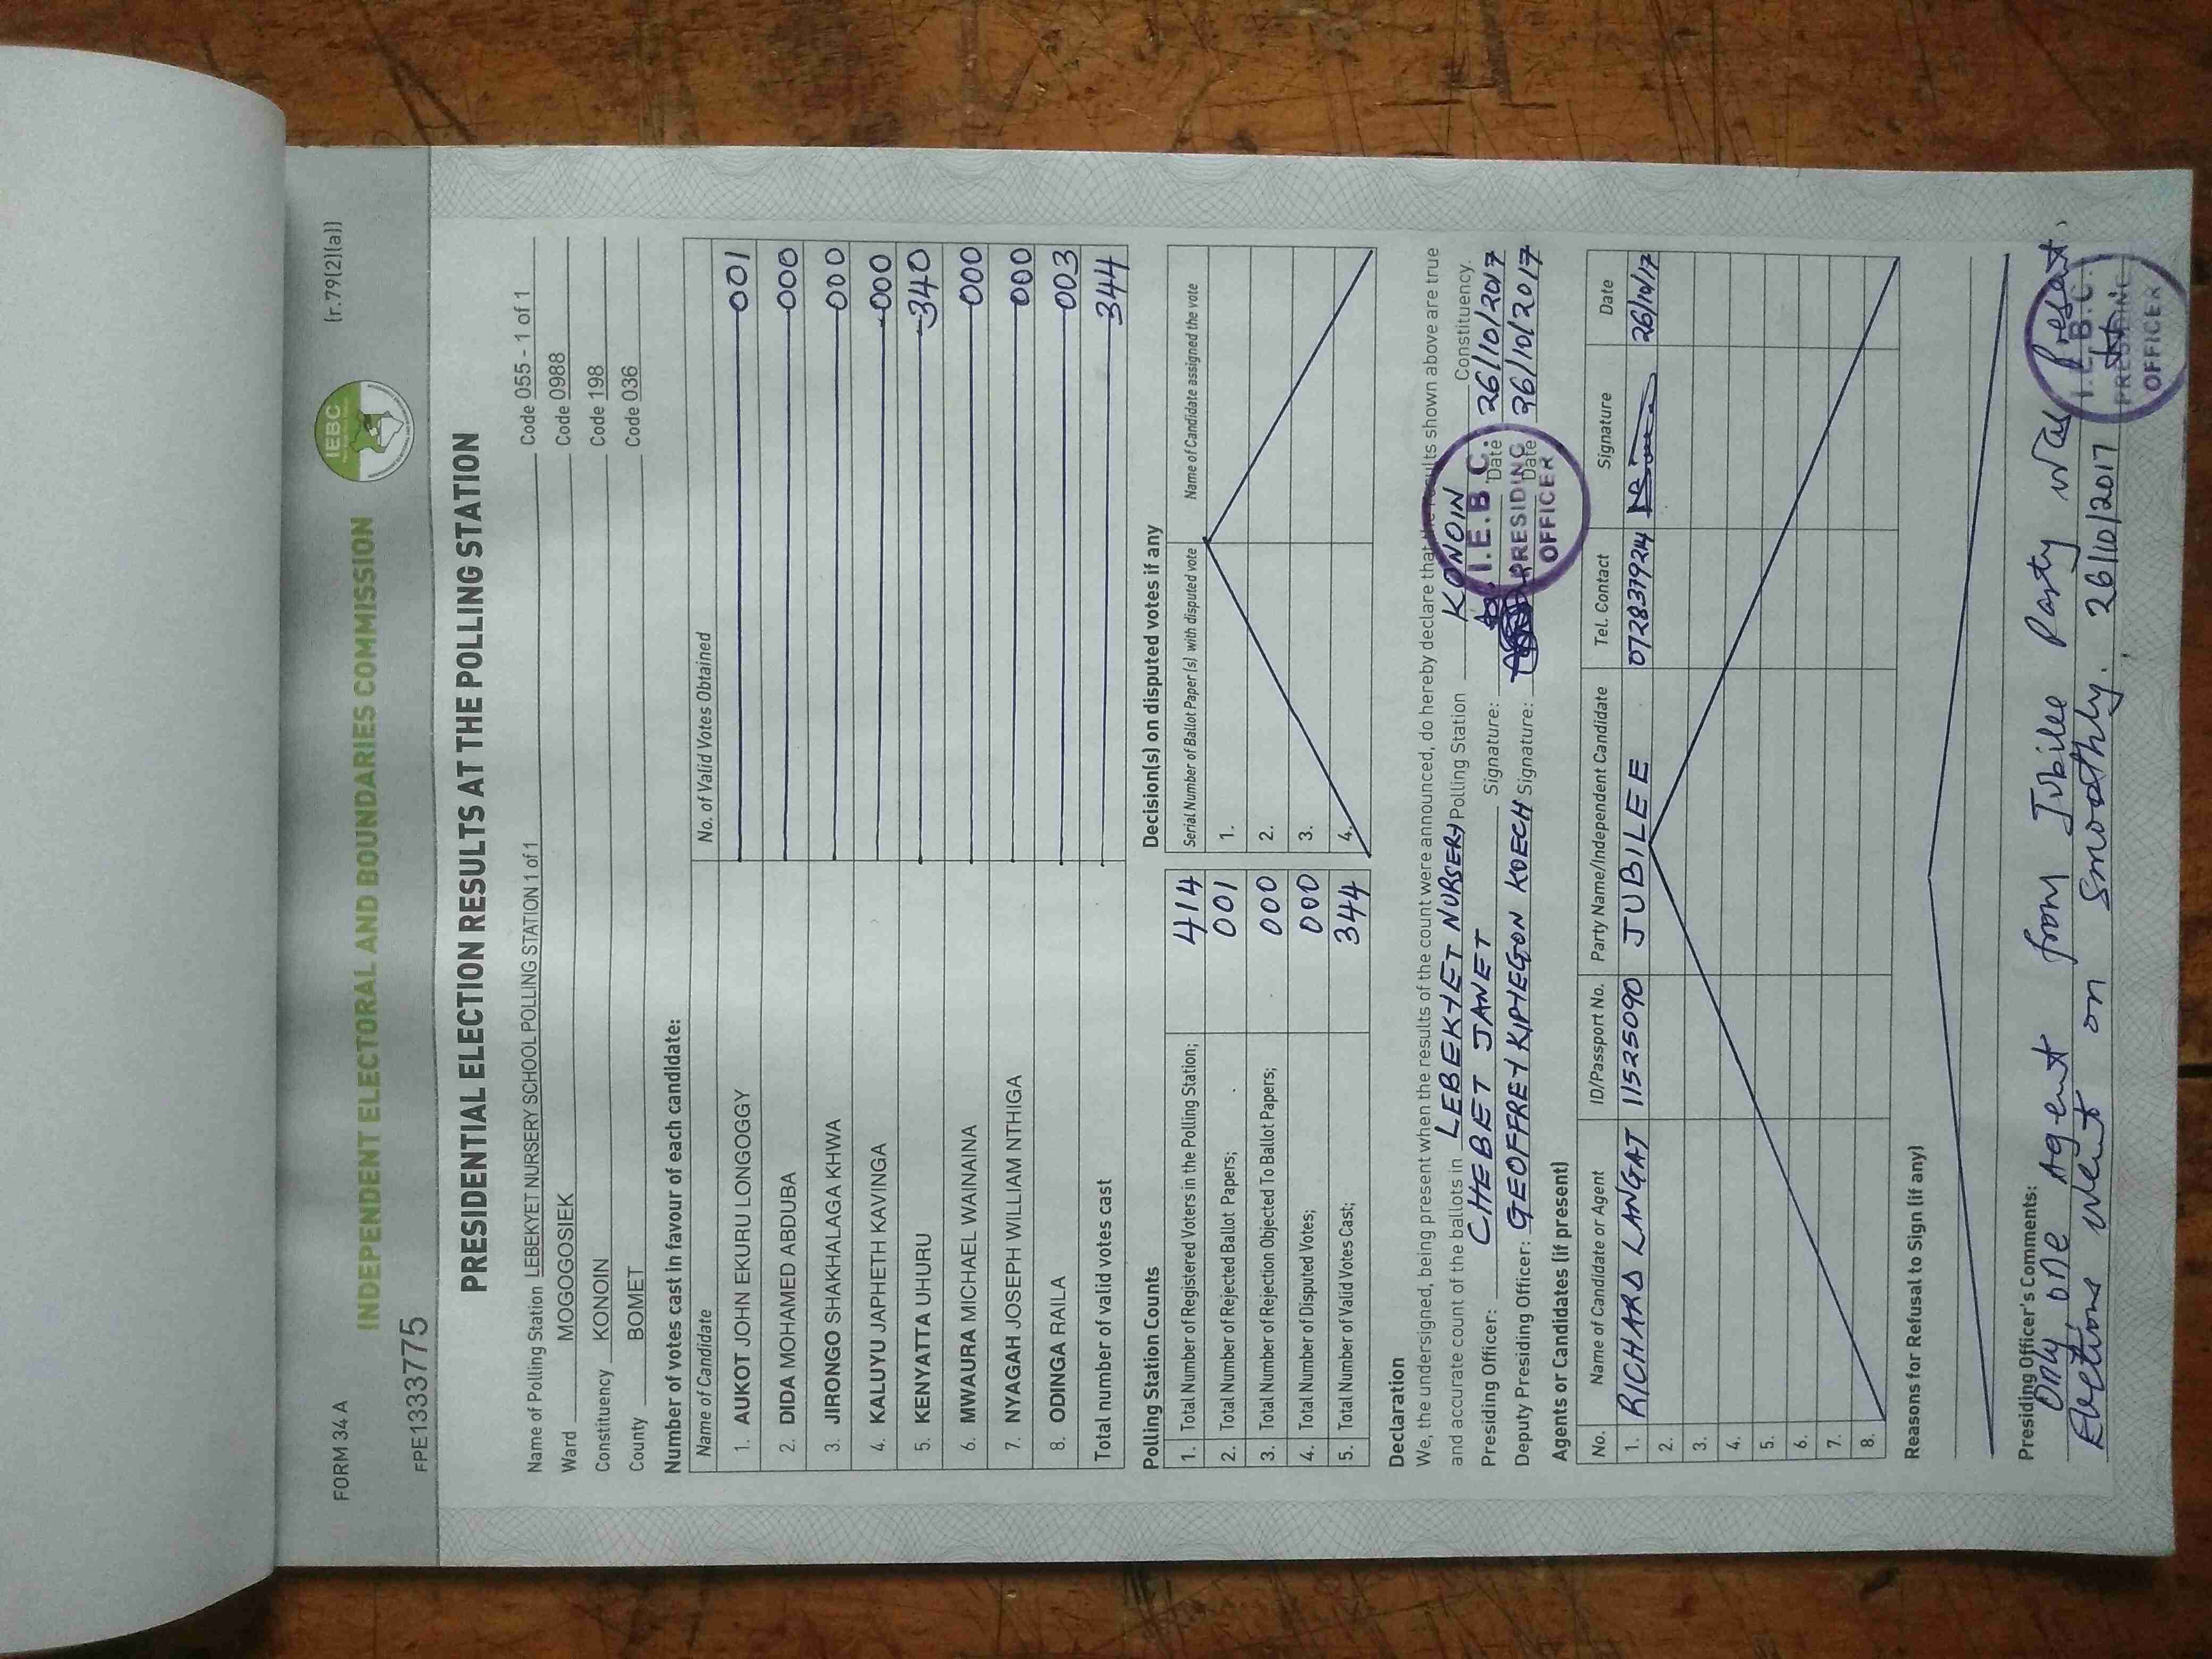 FORM 34 A
(r.79(2)(a))
IEBC
INDEPENDENT ELECTORAL AND BOUNDARIES COMMISSION
FPE1333775
PRESIDENTIAL ELECTION RESULTS AT THE POLLING STATION
Name of Polling Station LEBEKYET NURSERY SCHOOL POLLING STATION 1 of 1 Code 055 - 1 of 1
Ward MOGOGOSIEK Code 0988
Constituency KONOIN Code 198
County BOMET Code 036
Number of votes cast in favour of each candidate:
Name of Candidate No. of Valid Votes Obtained
1. AUKOT JOHN EKURU LONGOGGY 001
2. DIDA MOHAMED ABDUBA 000
3. JIRONGO SHAKHALAGA KHWA 000
4. KALUYU JAPHETH KAVINGA 000
5. KENYATTA UHURU 340
6. MWAURA MICHAEL WAINAINA 000
7. NYAGAH JOSEPH WILLIAM NTHIGA 000
8. ODINGA RAILA 003
Total number of valid votes cast 344
Polling Station Counts
1. Total Number of Registered Voters in the Polling Station; 414
2. Total Number of Rejected Ballot Papers; 001
3. Total Number of Rejection Objected To Ballot Papers; 000
4. Total Number of Disputed Votes; 000
5. Total Number of Valid Votes Cast; 344
Decision(s) on disputed votes if any
Serial Number of Ballot Paper (s) with disputed vote Name of Candidate assigned the vote
1.
2.
3.
4.
Declaration
We, the undersigned, being present when the results of the count were announced, do hereby declare that the results shown above are true
and accurate count of the ballots in LEBEKYET NURSERY Polling Station KONOIN Constituency.
Presiding Officer: CHEBET JANET Signature: Date 26/10/2017
Deputy Presiding Officer: GEOFFREY KIPHEGON KOECH Signature: Date 26/10/2017
I.E.B.C.
PRESIDING
OFFICER
Agents or Candidates (if present)
No. Name of Candidate or Agent ID/Passport No. Party Name/Independent Candidate Tel. Contact Signature Date
1. RICHARD LANGAT 11525090 JUBILEE 0728379214 26/10/17
2.
3.
4.
5.
6.
7.
8.
Reasons for Refusal to Sign (if any)
Presiding Officer's Comments:
Only one Agent from Jubilee Party was Present.
Elections went on smoothly. 26/10/2017
I.E.B.C.
PRESIDING
OFFICER